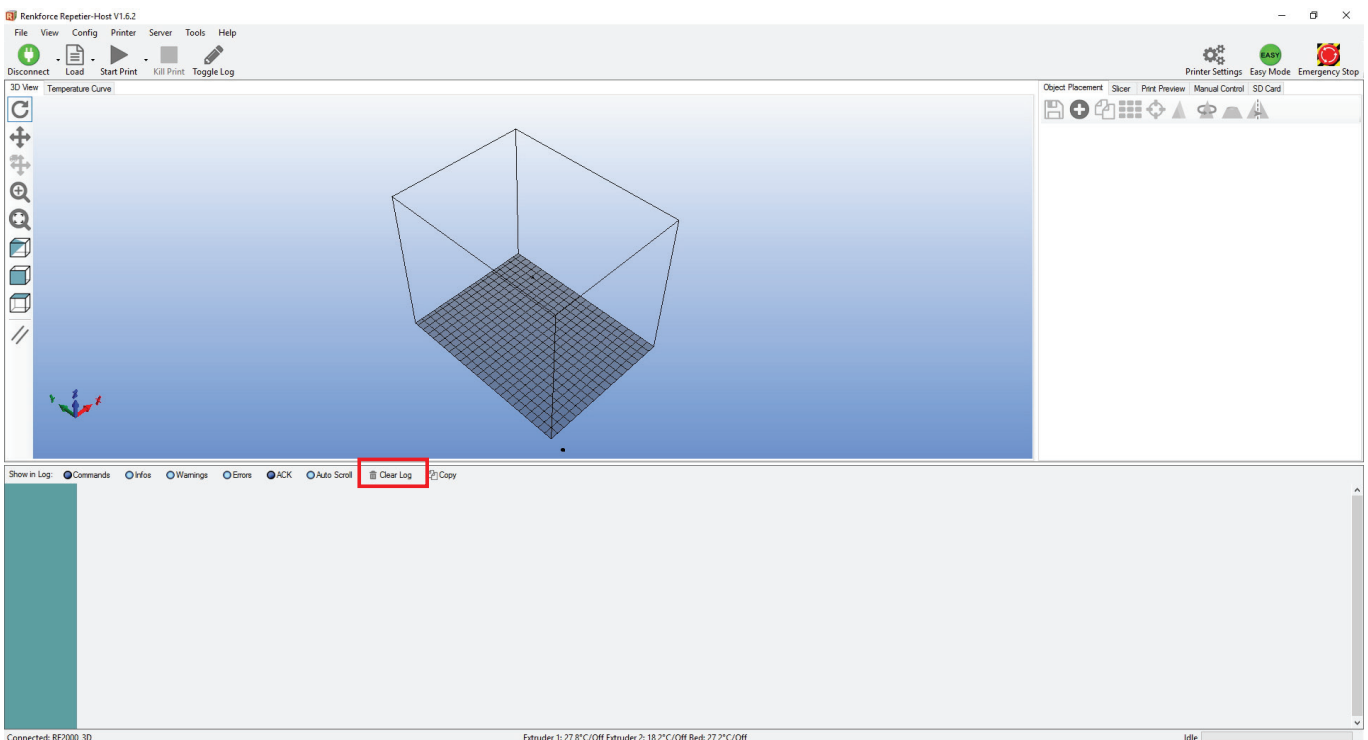 Renkforce Repetier-Host V1.6.2
File View Config Printer Server Tools Help
Disconnect Load Start Print Kill Print Toggle Log Printer Settings Easy Mode Emergency Stop
EASY
3D View Temperature Curve Object Placement Slicer Print Preview Manual Control SD Card
Show in Log: Commands Infos Warnings Errors ACK Auto Scroll Clear Log Copy
Connected: RF2000_3D Extruder 1: 27.8°C/Off Extruder 2: 18.2°C/Off Bed: 27.2°C/Off Idle